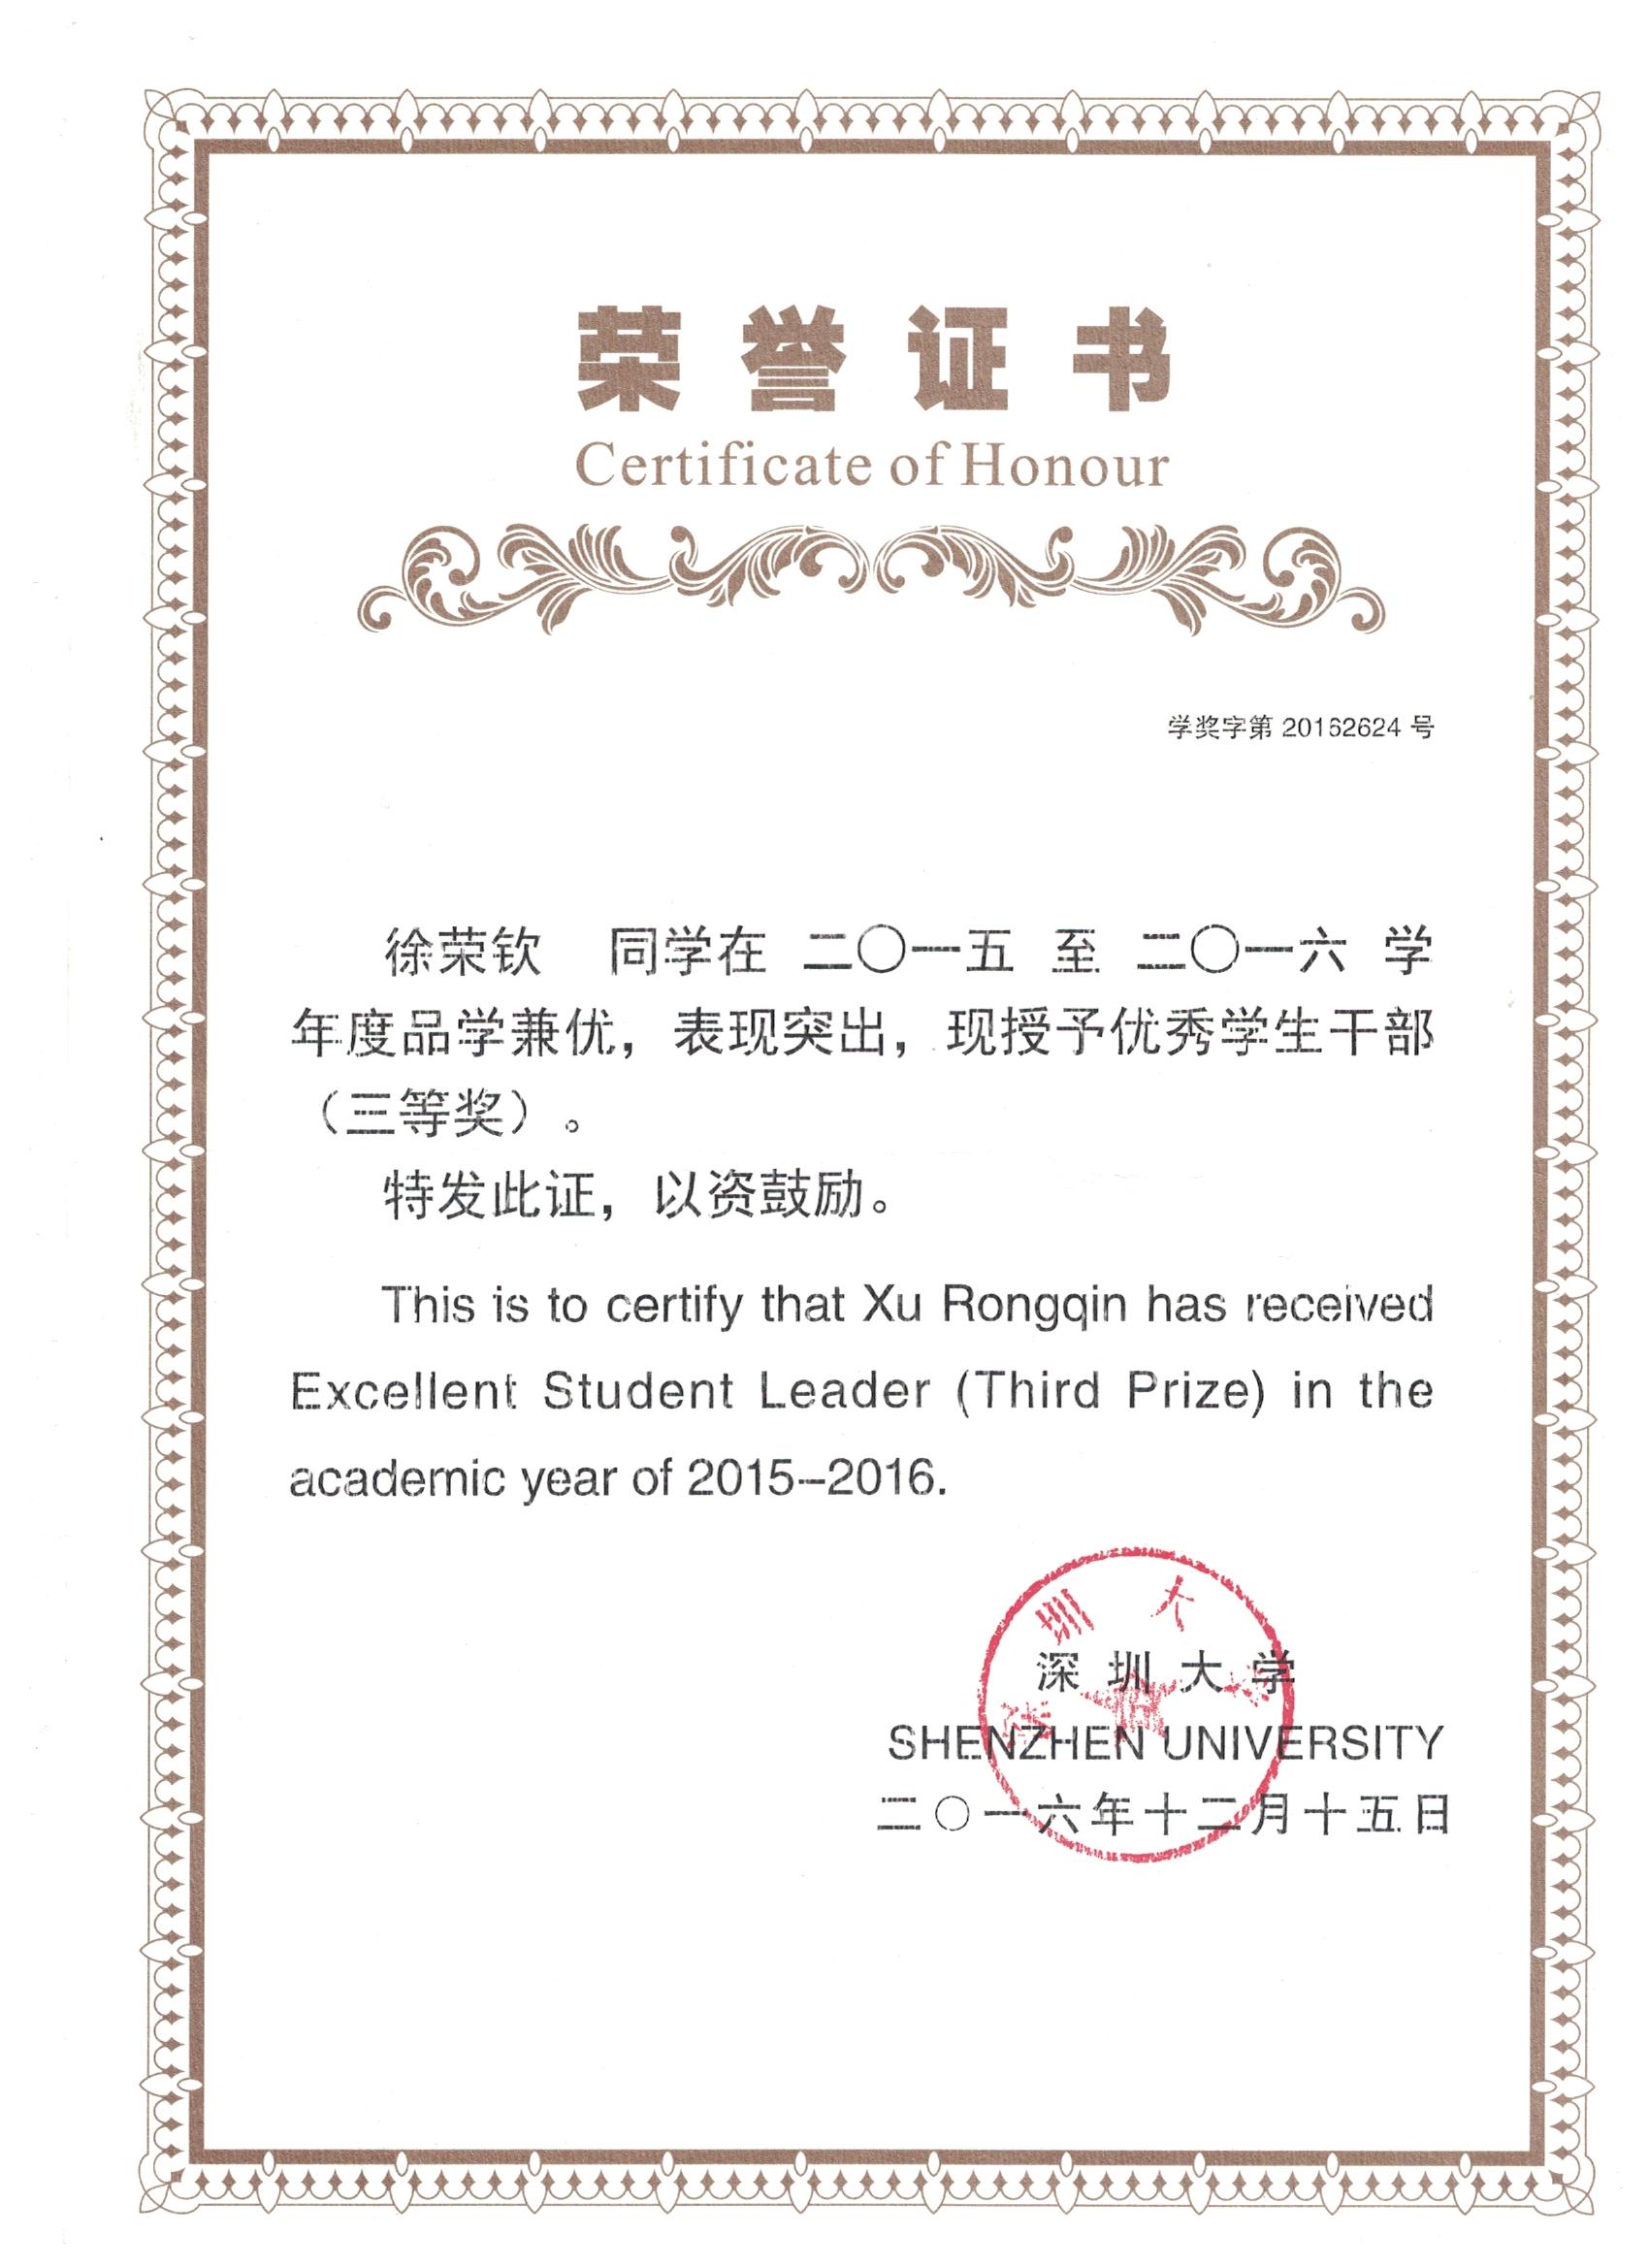 荣誉证书
Certificate of Honour
学奖字第 20162624 号
徐荣钦 同学在 二〇一五 至 二〇一六 学
年度品学兼优，表现突出，现授予优秀学生干部
（三等奖）。
特发此证，以资鼓励。
This is to certify that Xu Rongqin has received
Excellent Student Leader (Third Prize) in the
academic year of 2015–2016.
深圳大学
深圳大学
SHENZHEN UNIVERSITY
二〇一六年十二月十五日